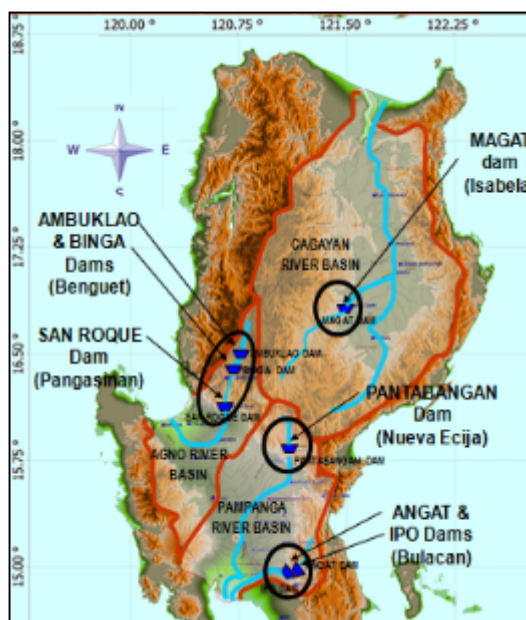 120.00 °
120.75 °
121.50 °
122.25 °
18.75 °
18.00 °
17.25 °
16.50 °
15.75 °
15.00 °
N
W
E
S
MAGAT
dam
(Isabela
AMBUKLAO
& BINGA
Dams
(Benguet)
CAGAYAN
RIVER BASIN
MAGAT DAM
SAN ROQUE
Dam
(Pangasinan)
AMBUKLAO DAM
BINGA DAM
SAN ROQUE DAM
PANTABANGAN
Dam
(Nueva Ecija)
PANTABANGAN DAM
AGNO RIVER
BASIN
PAMPANGA
RIVER BASIN
ANGAT &
IPO Dams
(Bulacan)
ANGAT DAM